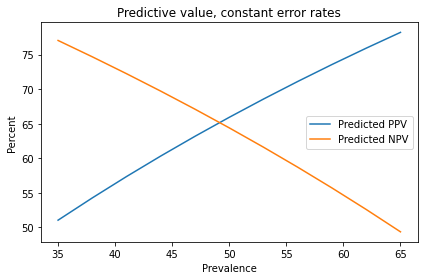 Predictive value, constant error rates
Percent
75
70
65
60
55
50
Predicted PPV
Predicted NPV
35
40
45
50
55
60
65
Prevalence